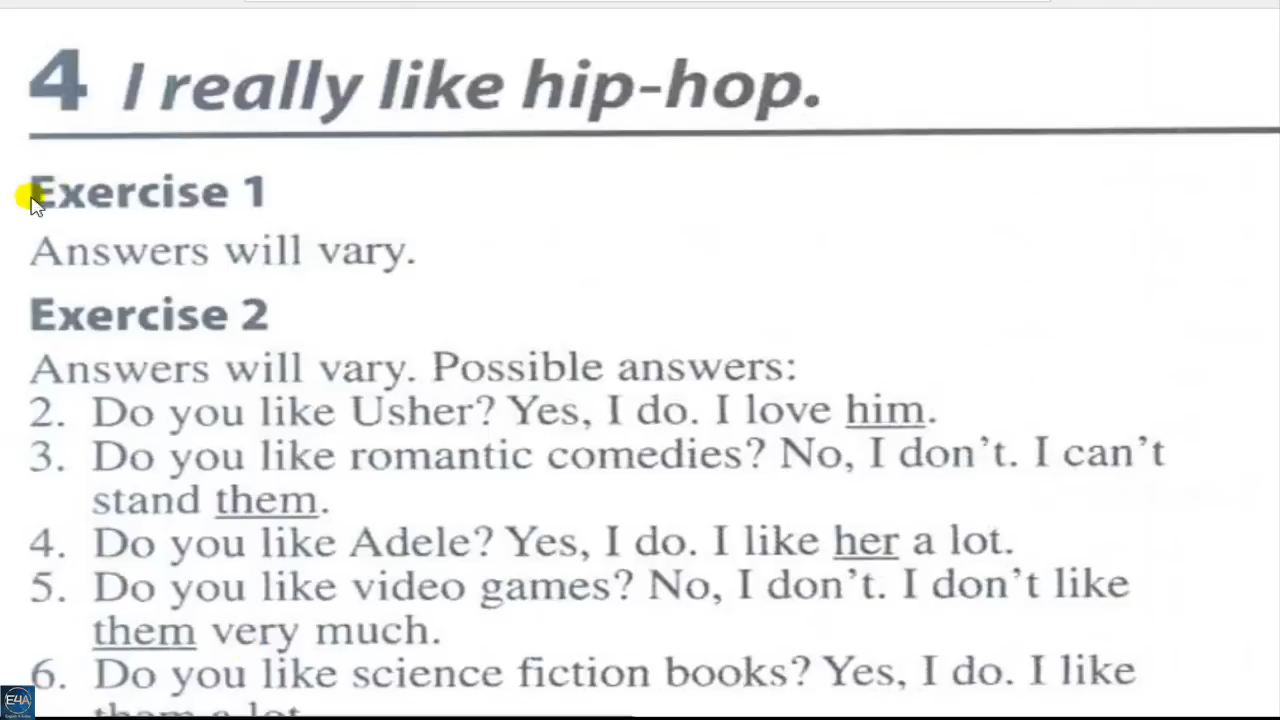 4 I really like hip-hop.
Exercise 1
Answers will vary.
Exercise 2
Answers will vary. Possible answers:
2. Do you like Usher? Yes, I do. I love him.
3. Do you like romantic comedies? No, I don't. I can't
stand them.
4. Do you like Adele? Yes, I do. I like her a lot.
5. Do you like video games? No, I don't. I don't like
them very much.
6. Do you like science fiction books? Yes, I do. I like
them a lot.
E4A